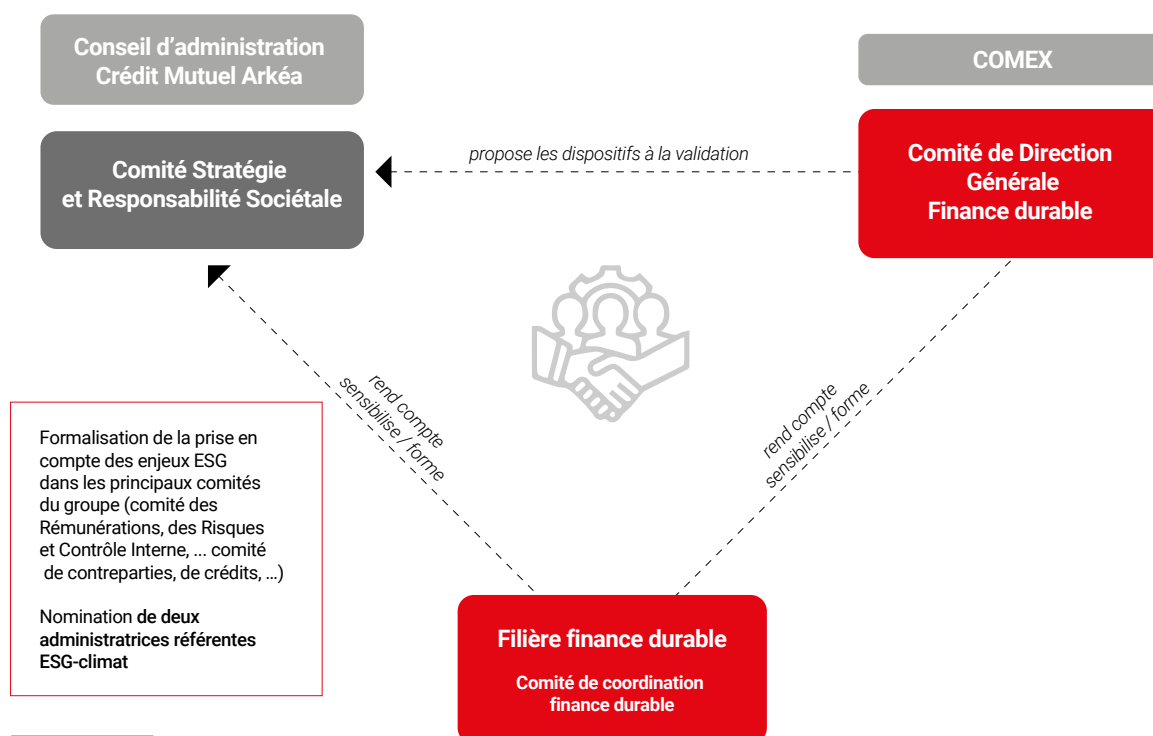 Conseil d'administration
Crédit Mutuel Arkéa
COMEX
Comité Stratégie
et Responsabilité Sociétale
propose les dispositifs à la validation
Comité de Direction
Générale
Finance durable
rend compte
sensibilise / forme
rend compte
sensibilise / forme
Formalisation de la prise en
compte des enjeux ESG
dans les principaux comités
du groupe (comité des
Rémunérations, des Risques
et Contrôle Interne, ... comité
de contreparties, de crédits, ...)
Nomination de deux
administratrices référentes
ESG-climat
Filière finance durable
Comité de coordination
finance durable